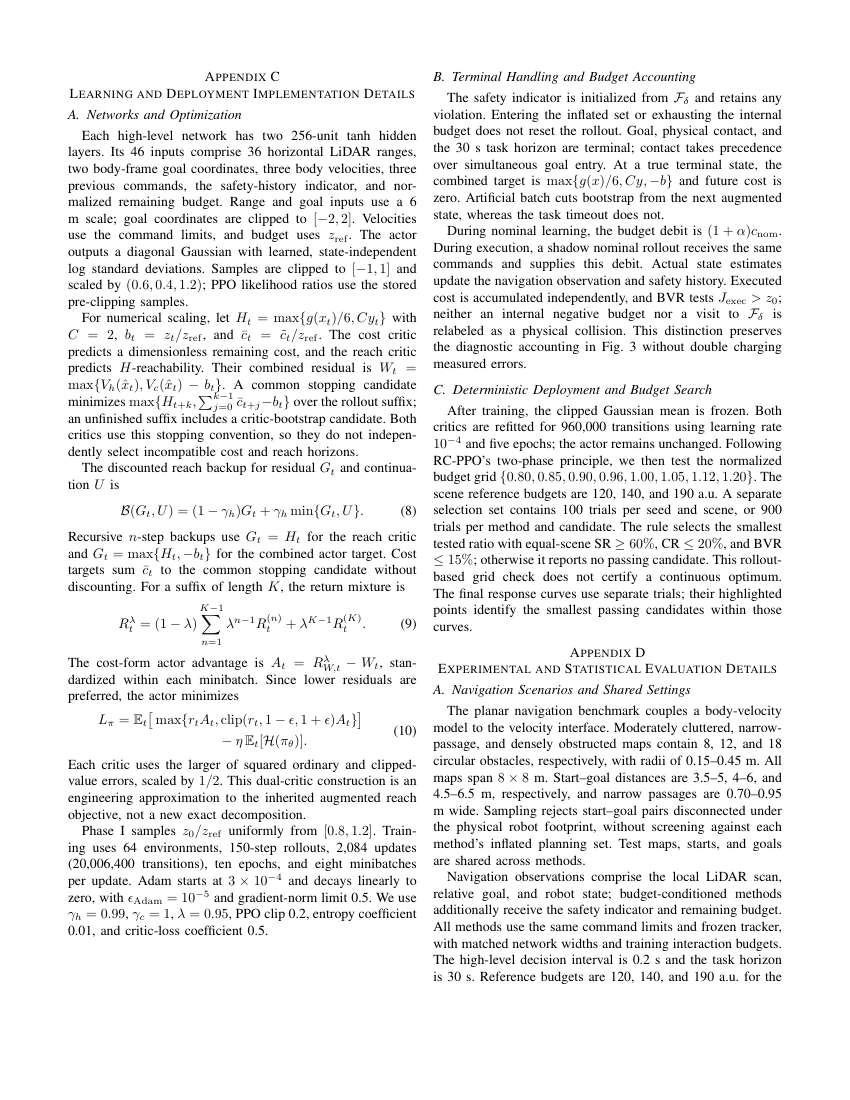 APPENDIX C
LEARNING AND DEPLOYMENT IMPLEMENTATION DETAILS
A. Networks and Optimization
Each high-level network has two 256-unit tanh hidden
layers. Its 46 inputs comprise 36 horizontal LiDAR ranges,
two body-frame goal coordinates, three body velocities, three
previous commands, the safety-history indicator, and nor-
malized remaining budget. Range and goal inputs use a 6
m scale; goal coordinates are clipped to [−2, 2]. Velocities
use the command limits, and budget uses z_ref. The actor
outputs a diagonal Gaussian with learned, state-independent
log standard deviations. Samples are clipped to [−1, 1] and
scaled by (0.6, 0.4, 1.2); PPO likelihood ratios use the stored
pre-clipping samples.
For numerical scaling, let H_t = max{g(x_t)/6, Cy_t} with
C = 2, b_t = z_t/z_ref, and c̄_t = c̃_t/z_ref. The cost critic
predicts a dimensionless remaining cost, and the reach critic
predicts H-reachability. Their combined residual is W_t =
max{V_h(x̂_t), V_c(x̂_t) − b_t}. A common stopping candidate
minimizes max{H_{t+k}, ∑_{j=0}^{k−1} c̄_{t+j}−b_t} over the rollout suffix;
an unfinished suffix includes a critic-bootstrap candidate. Both
critics use this stopping convention, so they do not indepen-
dently select incompatible cost and reach horizons.
The discounted reach backup for residual G_t and continua-
tion U is
B(G_t, U) = (1 − γ_h)G_t + γ_h min{G_t, U}. (8)
Recursive n-step backups use G_t = H_t for the reach critic
and G_t = max{H_t, −b_t} for the combined actor target. Cost
targets sum c̄_t to the common stopping candidate without
discounting. For a suffix of length K, the return mixture is
R_t^λ = (1 − λ) ∑_{n=1}^{K−1} λ^{n−1} R_t^{(n)} + λ^{K−1} R_t^{(K)}. (9)
The cost-form actor advantage is A_t = R_{W,t}^λ − W_t, stan-
dardized within each minibatch. Since lower residuals are
preferred, the actor minimizes
L_π = 𝔼_t[ max{r_t A_t, clip(r_t, 1 − ϵ, 1 + ϵ)A_t}]
− η 𝔼_t[H(π_θ)]. (10)
Each critic uses the larger of squared ordinary and clipped-
value errors, scaled by 1/2. This dual-critic construction is an
engineering approximation to the inherited augmented reach
objective, not a new exact decomposition.
Phase I samples z_0/z_ref uniformly from [0.8, 1.2]. Train-
ing uses 64 environments, 150-step rollouts, 2,084 updates
(20,006,400 transitions), ten epochs, and eight minibatches
per update. Adam starts at 3 × 10^{−4} and decays linearly to
zero, with ϵ_Adam = 10^{−5} and gradient-norm limit 0.5. We use
γ_h = 0.99, γ_c = 1, λ = 0.95, PPO clip 0.2, entropy coefficient
0.01, and critic-loss coefficient 0.5.
B. Terminal Handling and Budget Accounting
The safety indicator is initialized from F_δ and retains any
violation. Entering the inflated set or exhausting the internal
budget does not reset the rollout. Goal, physical contact, and
the 30 s task horizon are terminal; contact takes precedence
over simultaneous goal entry. At a true terminal state, the
combined target is max{g(x)/6, Cy, −b} and future cost is
zero. Artificial batch cuts bootstrap from the next augmented
state, whereas the task timeout does not.
During nominal learning, the budget debit is (1 + α)c_nom.
During execution, a shadow nominal rollout receives the same
commands and supplies this debit. Actual state estimates
update the navigation observation and safety history. Executed
cost is accumulated independently, and BVR tests J_exec > z_0;
neither an internal negative budget nor a visit to F_δ is
relabeled as a physical collision. This distinction preserves
the diagnostic accounting in Fig. 3 without double charging
measured errors.
C. Deterministic Deployment and Budget Search
After training, the clipped Gaussian mean is frozen. Both
critics are refitted for 960,000 transitions using learning rate
10^{−4} and five epochs; the actor remains unchanged. Following
RC-PPO's two-phase principle, we then test the normalized
budget grid {0.80, 0.85, 0.90, 0.96, 1.00, 1.05, 1.12, 1.20}. The
scene reference budgets are 120, 140, and 190 a.u. A separate
selection set contains 100 trials per seed and scene, or 900
trials per method and candidate. The rule selects the smallest
tested ratio with equal-scene SR ≥ 60%, CR ≤ 20%, and BVR
≤ 15%; otherwise it reports no passing candidate. This rollout-
based grid check does not certify a continuous optimum.
The final response curves use separate trials; their highlighted
points identify the smallest passing candidates within those
curves.
APPENDIX D
EXPERIMENTAL AND STATISTICAL EVALUATION DETAILS
A. Navigation Scenarios and Shared Settings
The planar navigation benchmark couples a body-velocity
model to the velocity interface. Moderately cluttered, narrow-
passage, and densely obstructed maps contain 8, 12, and 18
circular obstacles, respectively, with radii of 0.15–0.45 m. All
maps span 8 × 8 m. Start–goal distances are 3.5–5, 4–6, and
4.5–6.5 m, respectively, and narrow passages are 0.70–0.95
m wide. Sampling rejects start–goal pairs disconnected under
the physical robot footprint, without screening against each
method's inflated planning set. Test maps, starts, and goals
are shared across methods.
Navigation observations comprise the local LiDAR scan,
relative goal, and robot state; budget-conditioned methods
additionally receive the safety indicator and remaining budget.
All methods use the same command limits and frozen tracker,
with matched network widths and training interaction budgets.
The high-level decision interval is 0.2 s and the task horizon
is 30 s. Reference budgets are 120, 140, and 190 a.u. for the